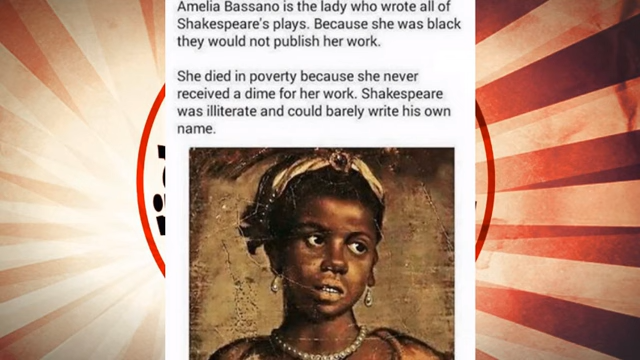 Amelia Bassano is the lady who wrote all of
Shakespeare's plays. Because she was black
they would not publish her work.
She died in poverty because she never
received a dime for her work. Shakespeare
was illiterate and could barely write his own
name.